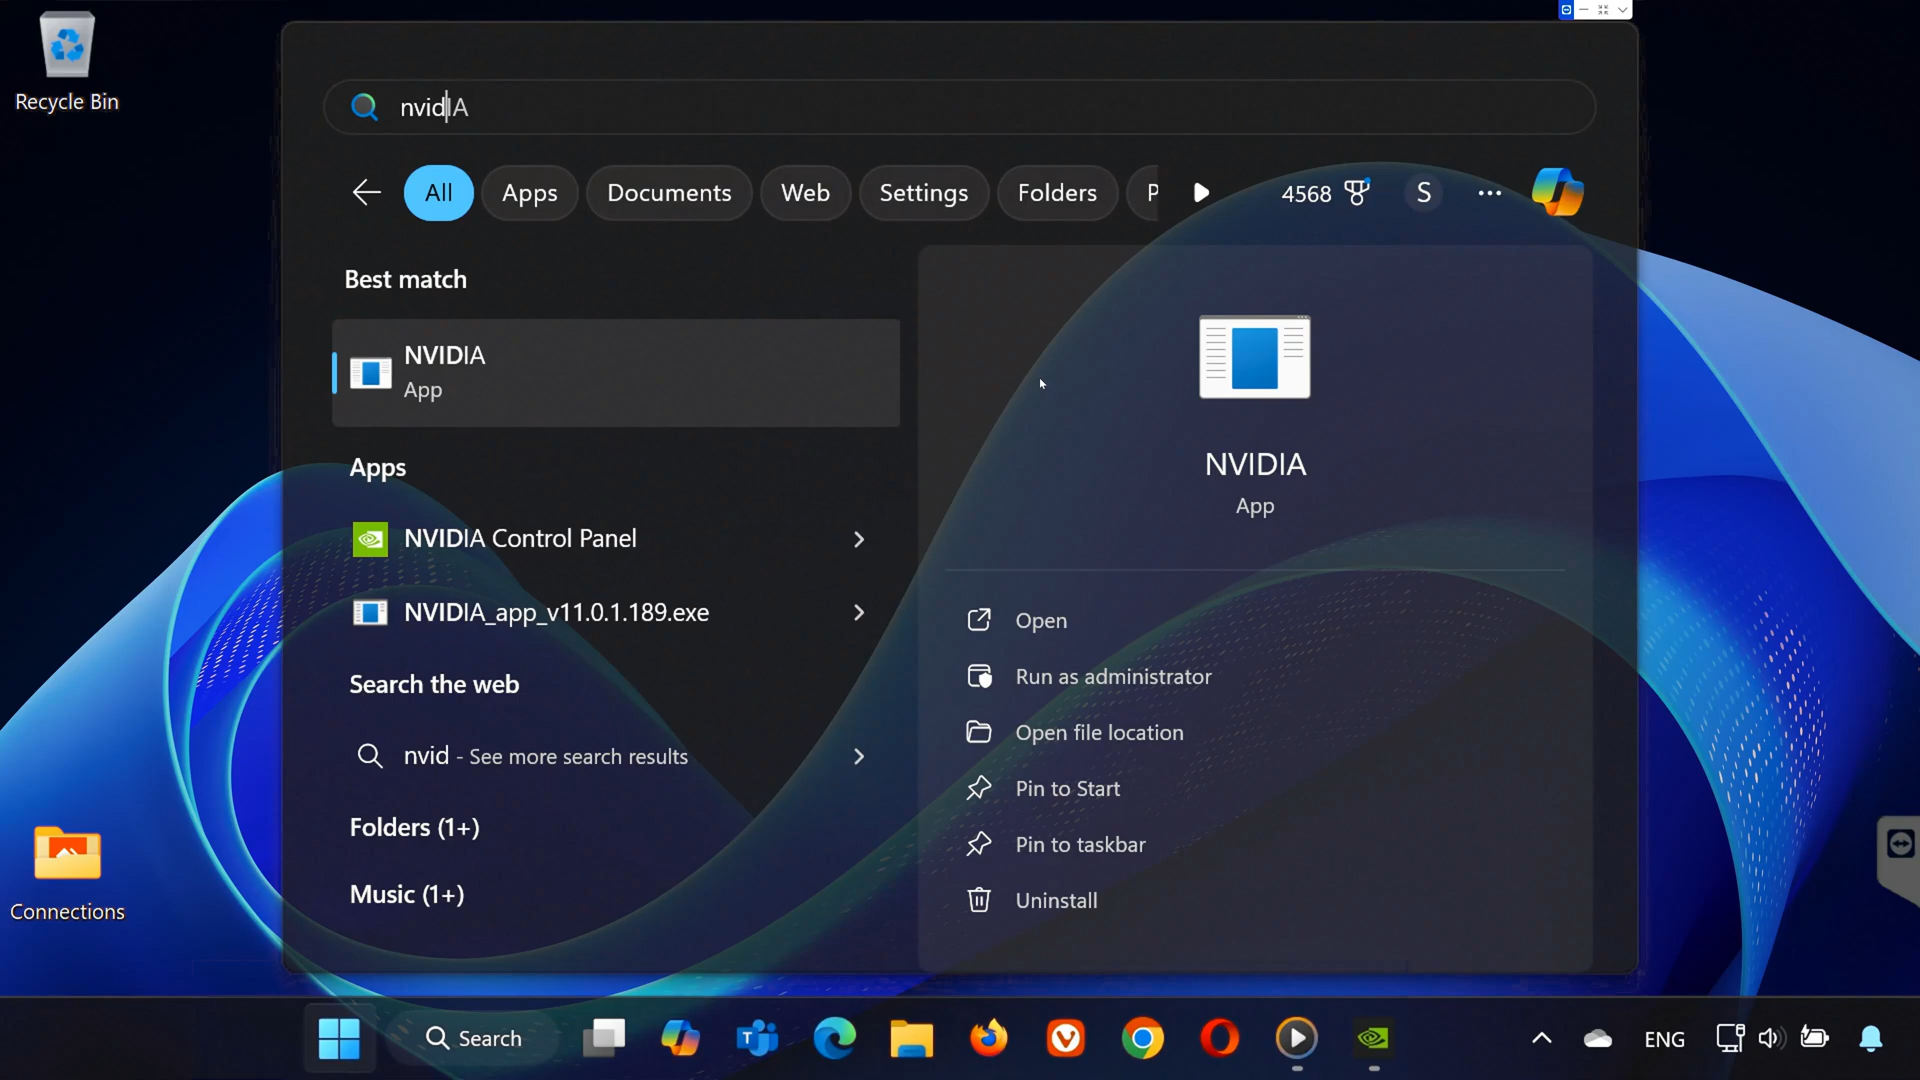 Recycle Bin
nvidIA
All
Apps
Documents
Web
Settings
Folders
P
4568
S
Best match
NVIDIA
App
Apps
NVIDIA Control Panel
NVIDIA_app_v11.0.1.189.exe
Search the web
nvid - See more search results
Folders (1+)
Music (1+)
NVIDIA
App
Open
Run as administrator
Open file location
Pin to Start
Pin to taskbar
Uninstall
Connections
Search
T
ENG